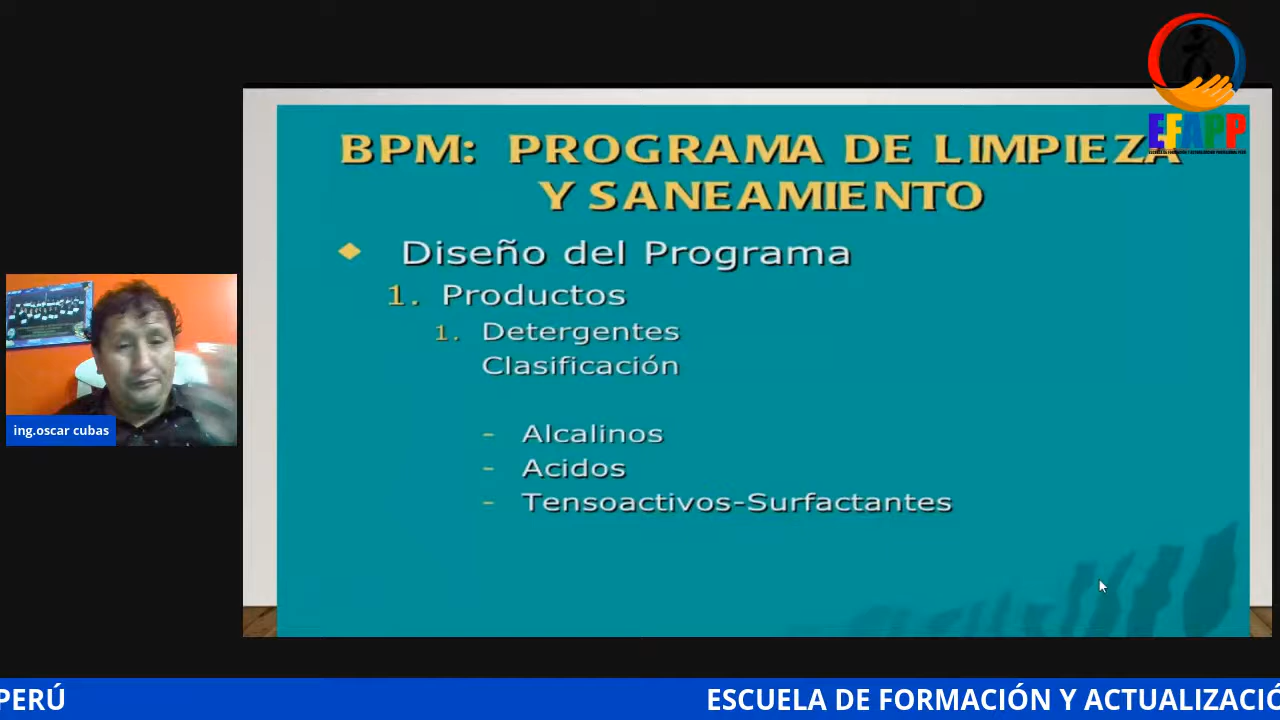 BPM: PROGRAMA DE LIMPIEZA
Y SANEAMIENTO
Diseño del Programa
1. Productos
1. Detergentes
Clasificación
- Alcalinos
- Acidos
- Tensoactivos-Surfactantes
EFAPP
ing.oscar cubas
PERÚ
ESCUELA DE FORMACIÓN Y ACTUALIZACIÓ